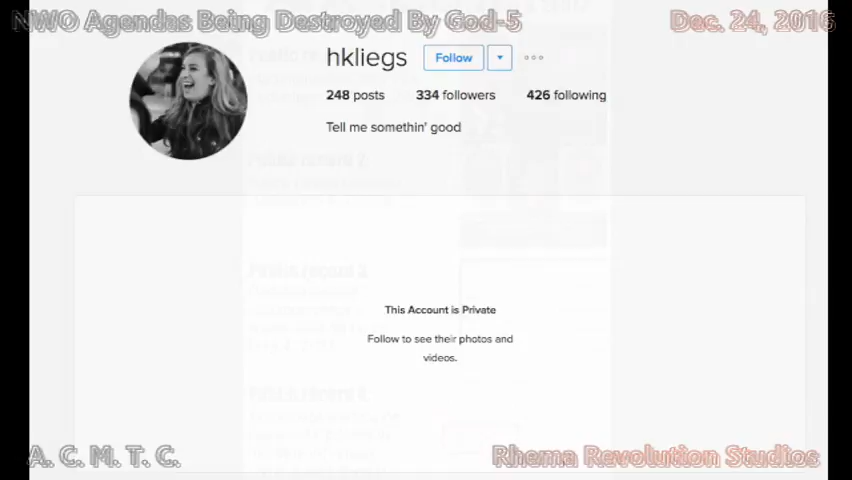 NWO Agendas Being Destroyed By God-5 Dec. 24, 2016
hkliegs Follow
248 posts 334 followers 426 following
Tell me somethin' good
This Account is Private
Follow to see their photos and
videos.
A. C. M. T. C. Rhema Revolution Studios